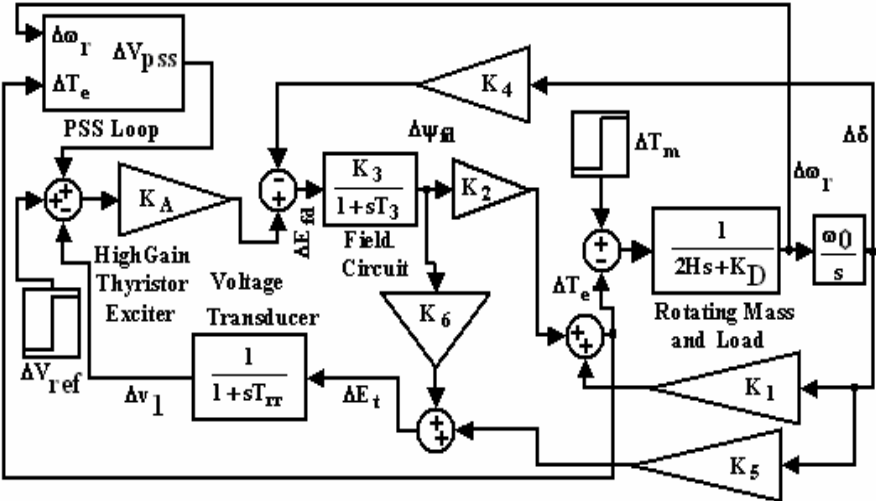 Δω r
ΔV pss
ΔT e
PSS Loop
K 4
Δψ fd
ΔT m
Δδ
Δω r
+
+
−
K A
−
+
ΔE fd
K 3
1+sT 3
K 2
Field
Circuit
+
−
1
2Hs+K D
ω0
s
HighGain
Thyristor
Exciter
Voltage
Transducer
K 6
ΔT e
Rotating Mass
and Load
+
+
ΔV ref
Δv 1
1
1+sT rr
ΔE t
K 1
+
+
K 5